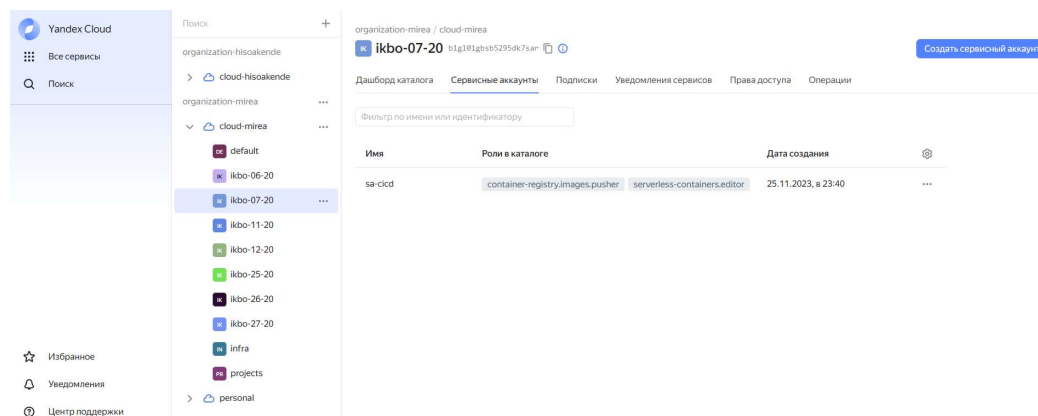 Yandex Cloud
Все сервисы
Поиск
Избранное
Уведомления
Центр поддержки
Поиск +
organization-hisoakende
cloud-hisoakende
organization-mirea
cloud-mirea
DE default
IK ikbo-06-20
IK ikbo-07-20
IK ikbo-11-20
IK ikbo-12-20
IK ikbo-25-20
IK ikbo-26-20
IK ikbo-27-20
IN infra
PR projects
personal
organization-mirea / cloud-mirea
IK ikbo-07-20 b1g101gbsb5295dk7sar
Создать сервисный аккаунт
Дашборд каталога Сервисные аккаунты Подписки Уведомления сервисов Права доступа Операции
Фильтр по имени или идентификатору
Имя Роли в каталоге Дата создания
sa-cicd container-registry.images.pusher serverless-containers.editor 25.11.2023, в 23:40